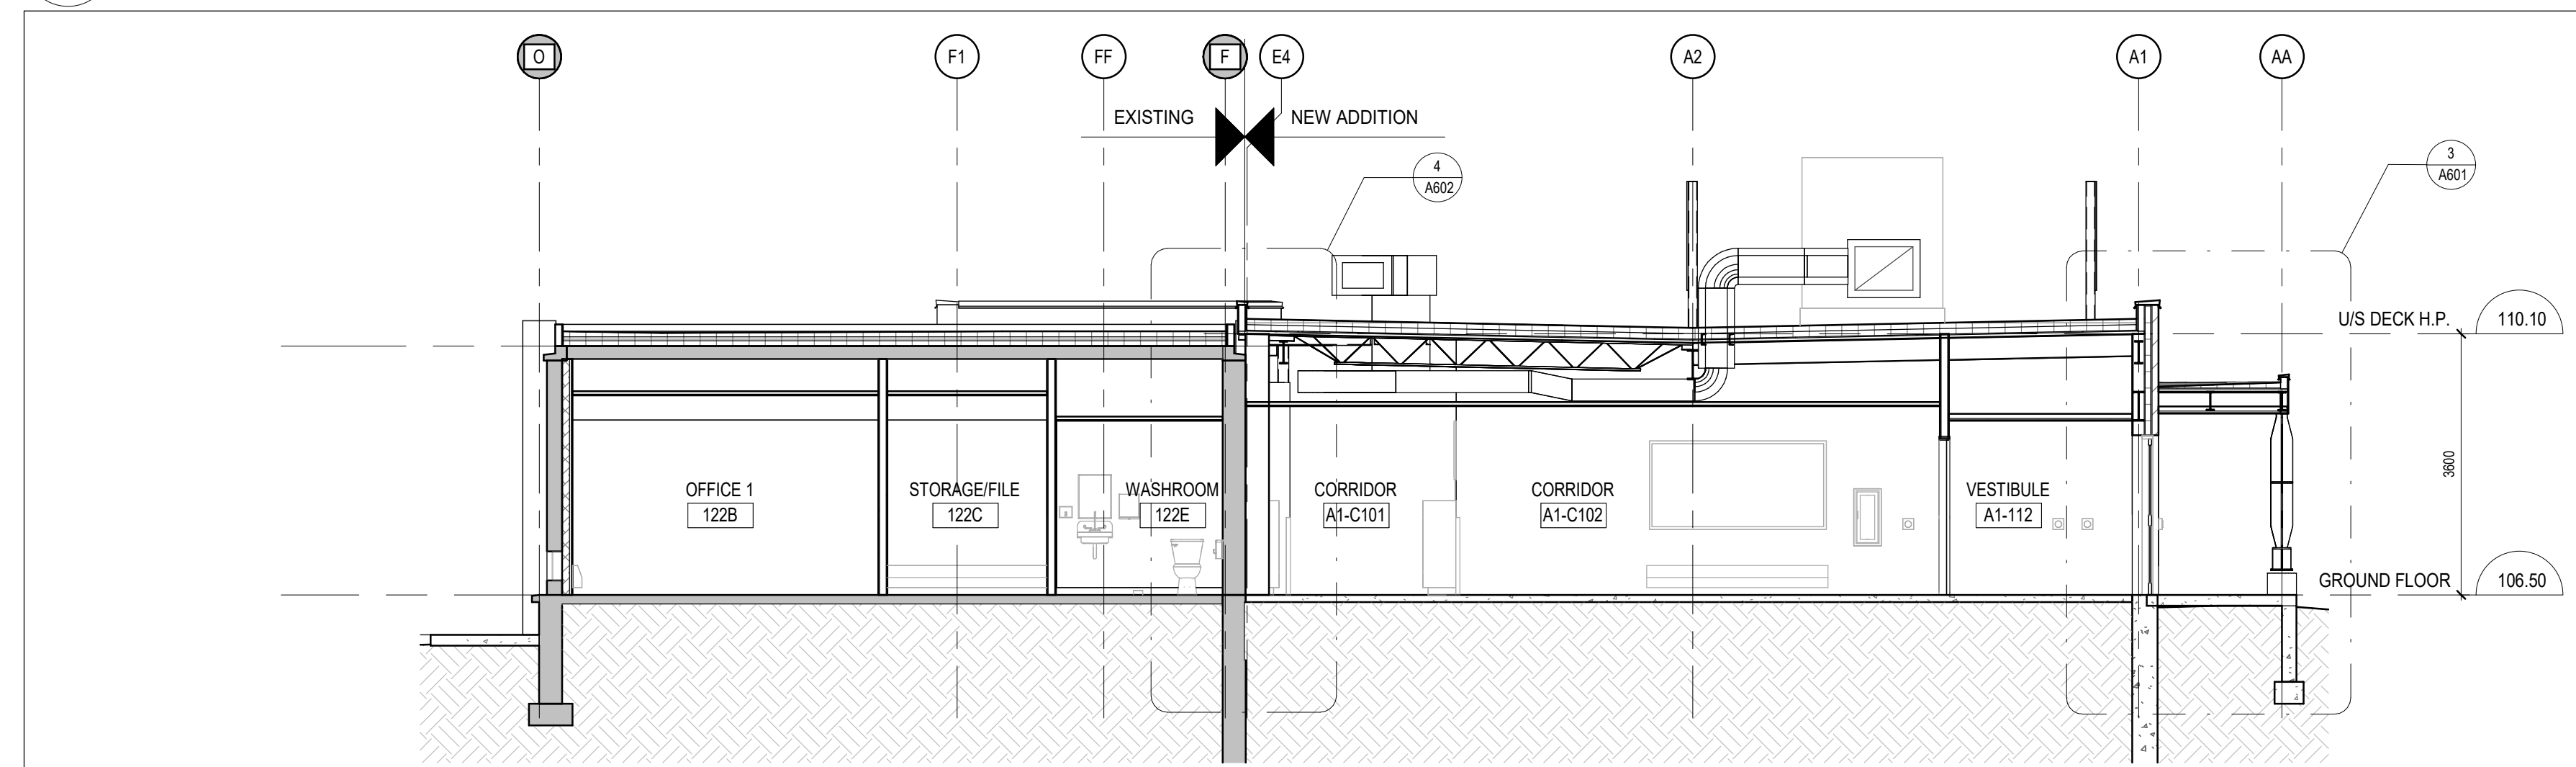 O
F1
FF
F
E4
A2
A1
AA
EXISTING
NEW ADDITION
4
A602
3
A601
U/S DECK H.P.
110.10
3600
OFFICE 1
122B
STORAGE/FILE
122C
WASHROOM
122E
CORRIDOR
A1-C101
CORRIDOR
A1-C102
VESTIBULE
A1-112
GROUND FLOOR
106.50